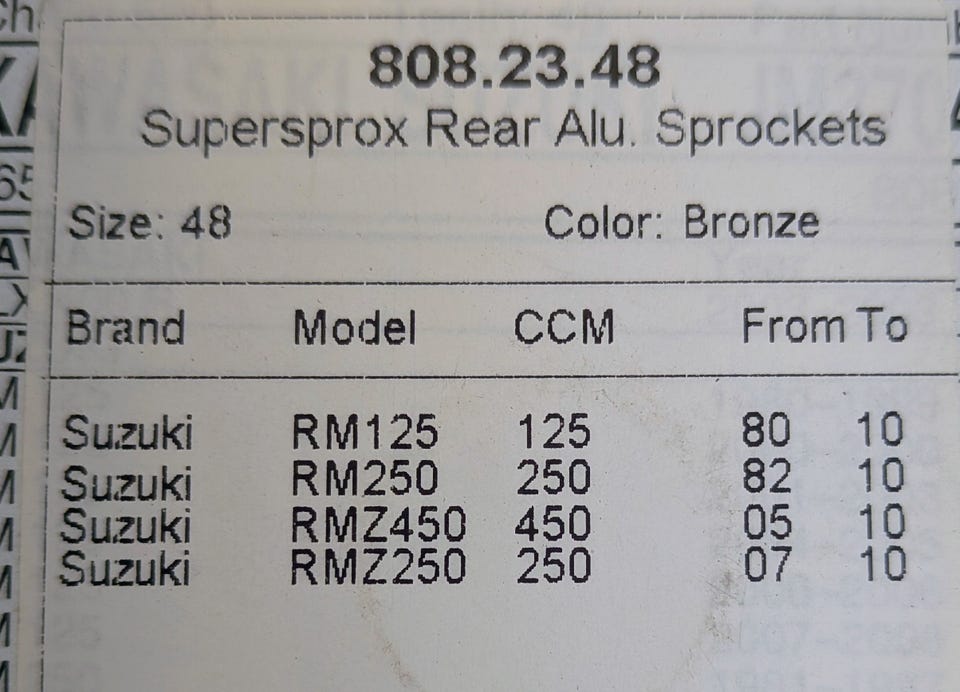 808.23.48
Supersprox Rear Alu. Sprockets
Size: 48 Color: Bronze
Brand Model CCM From To
Suzuki RM125 125 80 10
Suzuki RM250 250 82 10
Suzuki RMZ450 450 05 10
Suzuki RMZ250 250 07 10